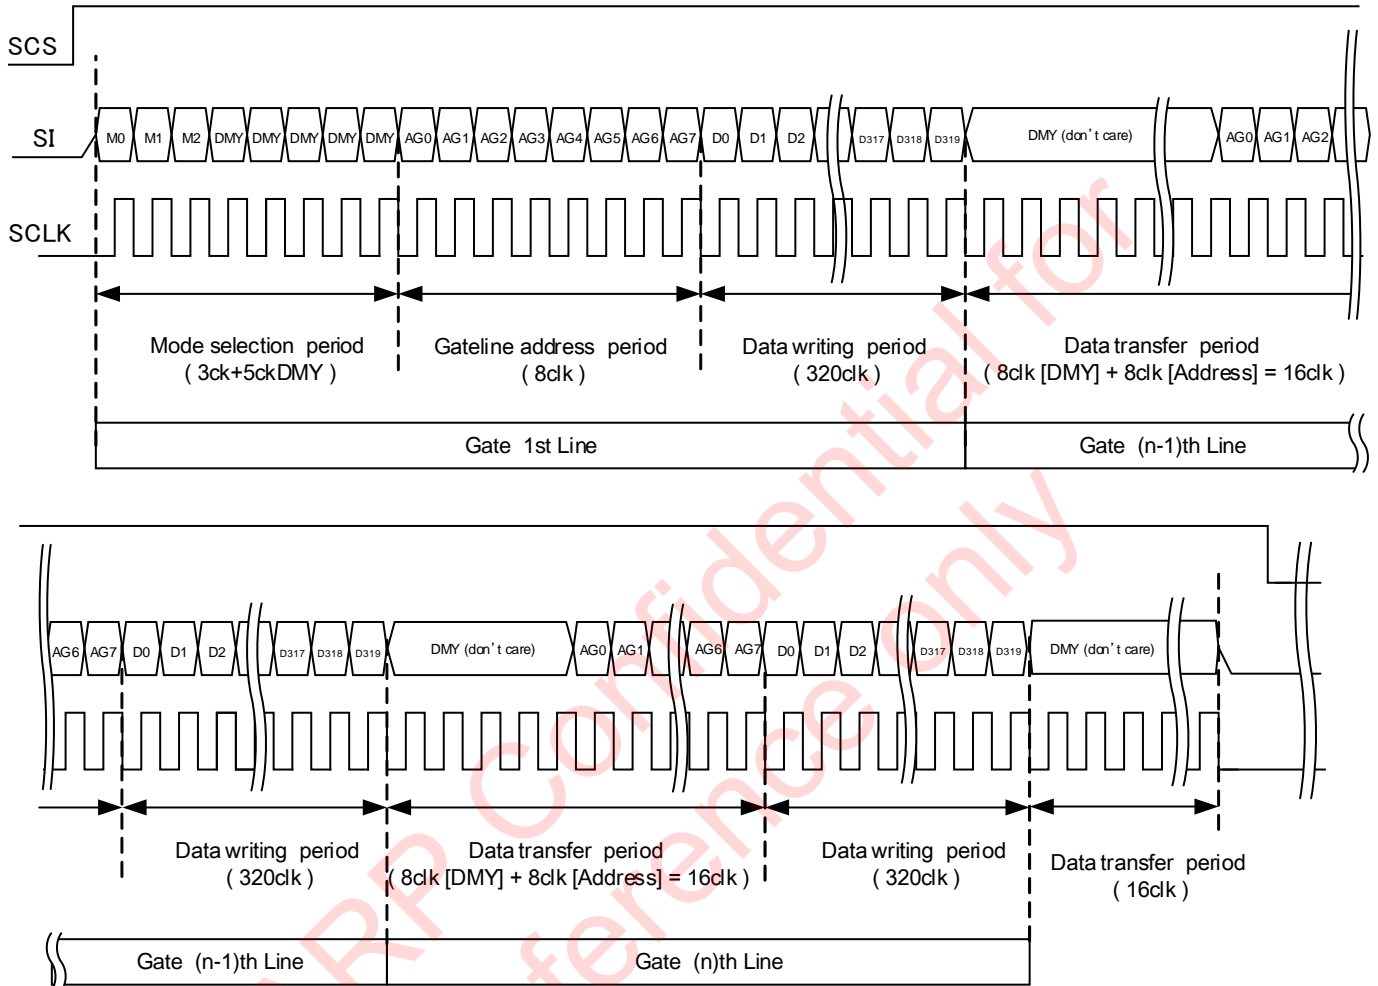 SCS
SI
M0 M1 M2 DMY DMY DMY DMY DMY AG0 AG1 AG2 AG3 AG4 AG5 AG6 AG7 D0 D1 D2 D317 D318 D319 DMY (don't care) AG0 AG1 AG2
SCLK
Mode selection period
( 3ck+5ckDMY )
Gateline address period
( 8clk )
Data writing period
( 320clk )
Data transfer period
( 8clk [DMY] + 8clk [Address] = 16clk )
Gate 1st Line
Gate (n-1)th Line
AG6 AG7 D0 D1 D2 D317 D318 D319 DMY (don't care) AG0 AG1 AG6 AG7 D0 D1 D2 D317 D318 D319 DMY (don't care)
Data writing period
( 320clk )
Data transfer period
( 8clk [DMY] + 8clk [Address] = 16clk )
Data writing period
( 320clk )
Data transfer period
( 16clk )
Gate (n-1)th Line
Gate (n)th Line
RP Confidential for
ference only